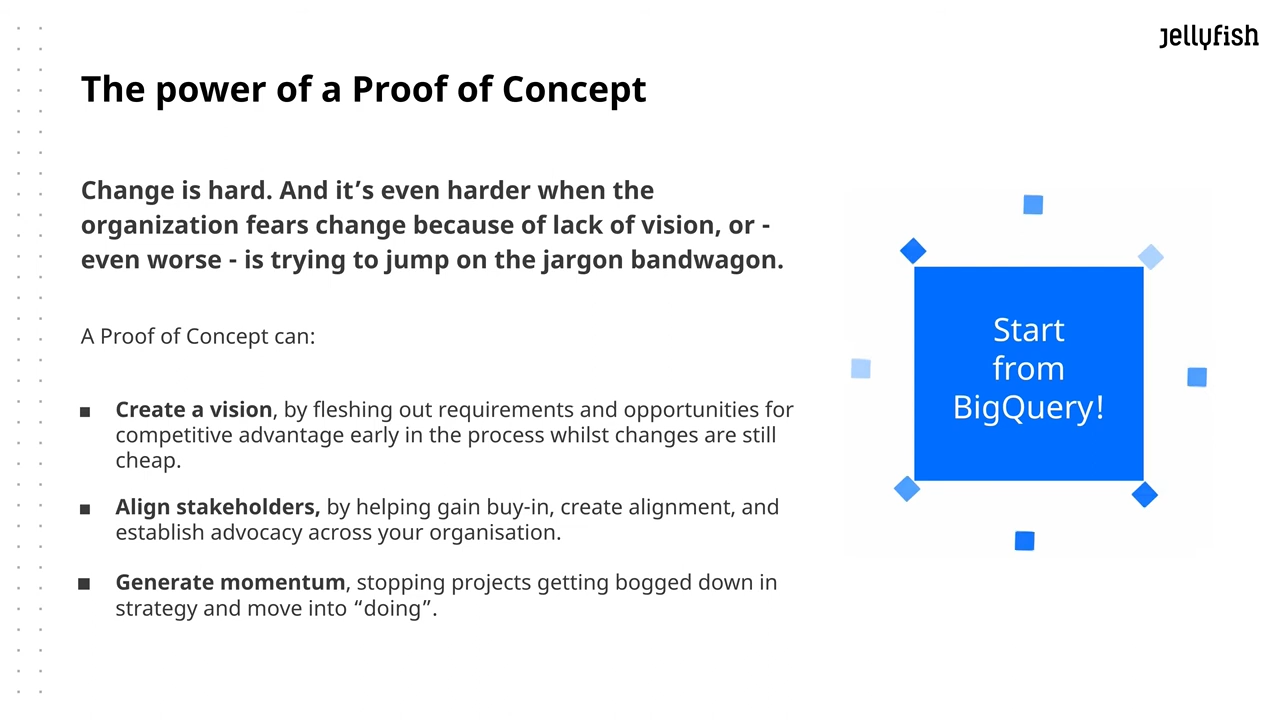 jellyfish
The power of a Proof of Concept
Change is hard. And it’s even harder when the
organization fears change because of lack of vision, or -
even worse - is trying to jump on the jargon bandwagon.
A Proof of Concept can:
▪ Create a vision, by fleshing out requirements and opportunities for
competitive advantage early in the process whilst changes are still
cheap.
▪ Align stakeholders, by helping gain buy-in, create alignment, and
establish advocacy across your organisation.
▪ Generate momentum, stopping projects getting bogged down in
strategy and move into “doing”.
Start
from
BigQuery!